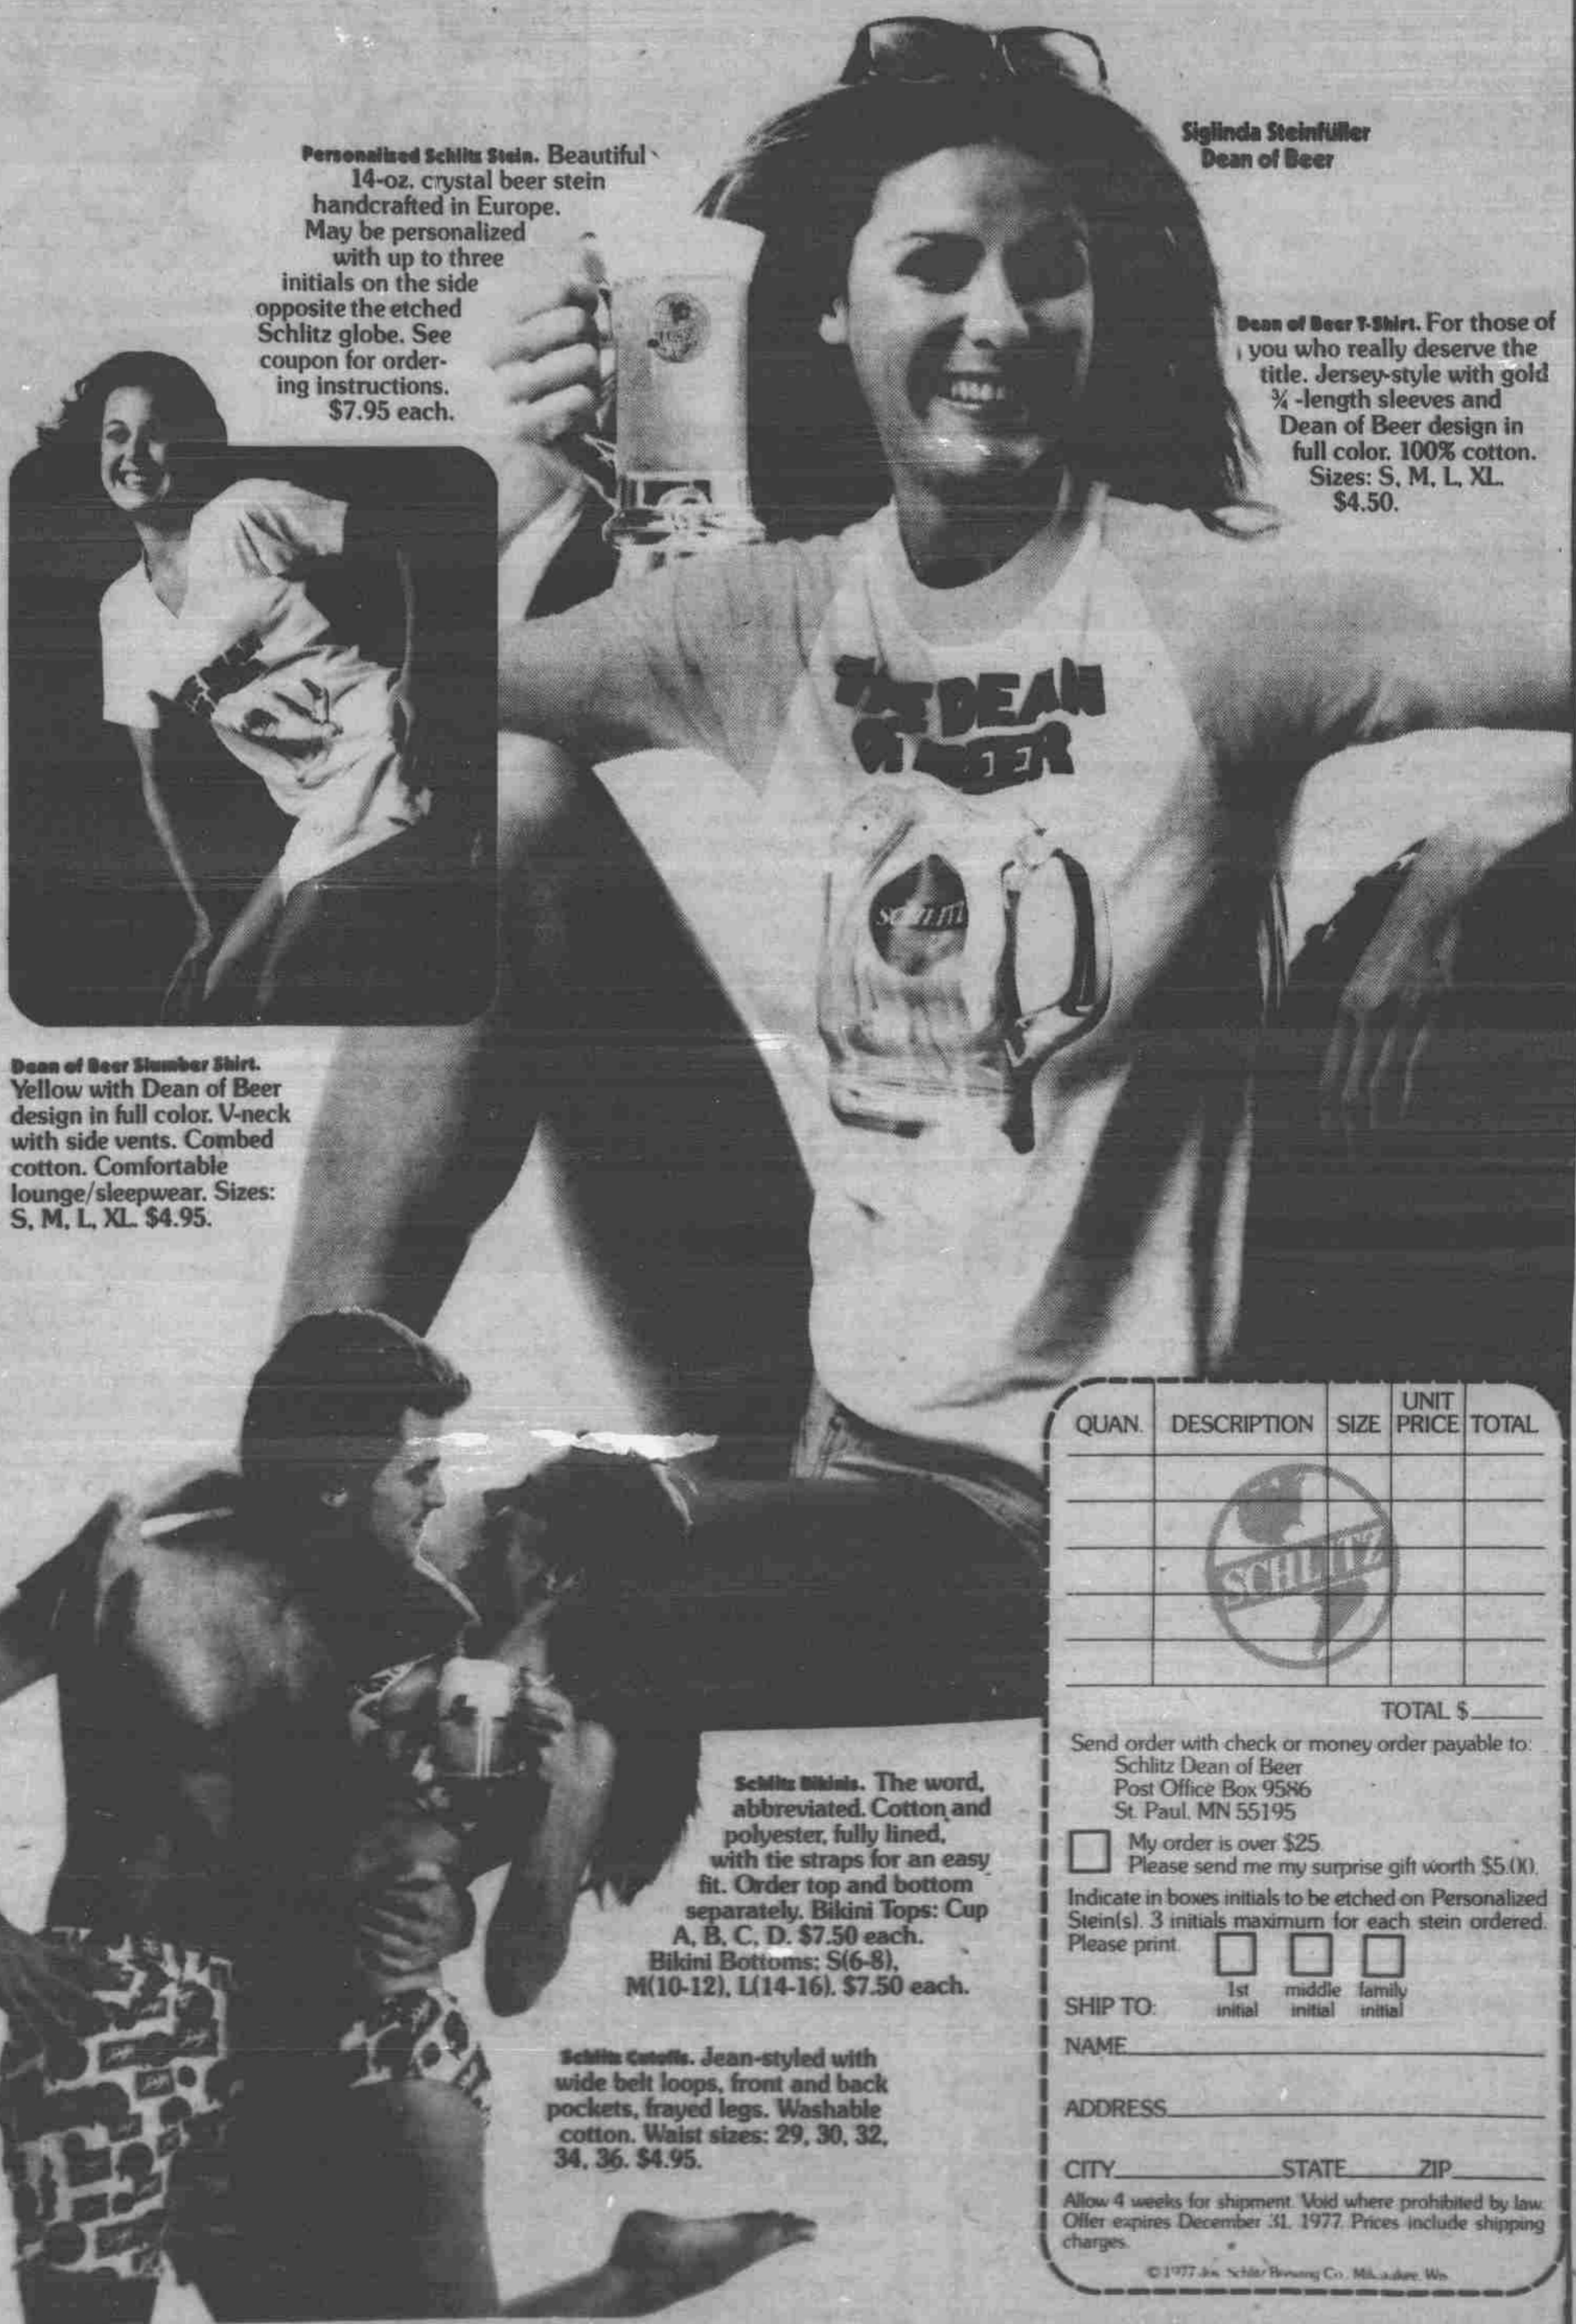 Siglinda Steinfüller
Dean of Beer
Personalized Schlitz Stein. Beautiful
14-oz. crystal beer stein
handcrafted in Europe.
May be personalized
with up to three
initials on the side
opposite the etched
Schlitz globe. See
coupon for order-
ing instructions.
$7.95 each.
Dean of Beer T-Shirt. For those of
you who really deserve the
title. Jersey-style with gold
¾-length sleeves and
Dean of Beer design in
full color. 100% cotton.
Sizes: S, M, L, XL.
$4.50.
THE DEAN
OF BEER
SCHLITZ
Dean of Beer Slumber Shirt.
Yellow with Dean of Beer
design in full color. V-neck
with side vents. Combed
cotton. Comfortable
lounge/sleepwear. Sizes:
S, M, L, XL. $4.95.
Schlitz Bikinis. The word,
abbreviated. Cotton and
polyester, fully lined,
with tie straps for an easy
fit. Order top and bottom
separately. Bikini Tops: Cup
A, B, C, D. $7.50 each.
Bikini Bottoms: S(6-8),
M(10-12), L(14-16). $7.50 each.
Schlitz Cutoffs. Jean-styled with
wide belt loops, front and back
pockets, frayed legs. Washable
cotton. Waist sizes: 29, 30, 32,
34, 36. $4.95.
QUAN. DESCRIPTION SIZE UNIT PRICE TOTAL
SCHLITZ
TOTAL $
Send order with check or money order payable to:
Schlitz Dean of Beer
Post Office Box 9586
St. Paul, MN 55195
My order is over $25.
Please send me my surprise gift worth $5.00.
Indicate in boxes initials to be etched on Personalized
Stein(s). 3 initials maximum for each stein ordered.
Please print.
1st initial middle initial family initial
SHIP TO:
NAME
ADDRESS
CITY STATE ZIP
Allow 4 weeks for shipment. Void where prohibited by law.
Offer expires December 31, 1977. Prices include shipping
charges.
© 1977 Jos. Schlitz Brewing Co., Milwaukee, Wis.